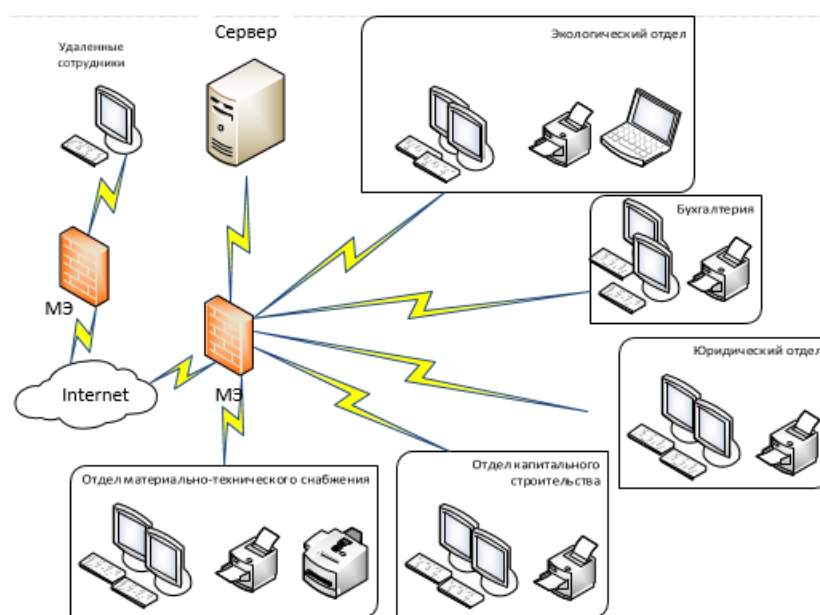 Удаленные
сотрудники
Сервер
Экологический отдел
Бухгалтерия
МЭ
Юридический отдел
Internet
МЭ
Отдел материально-технического снабжения
Отдел капитального
строительства